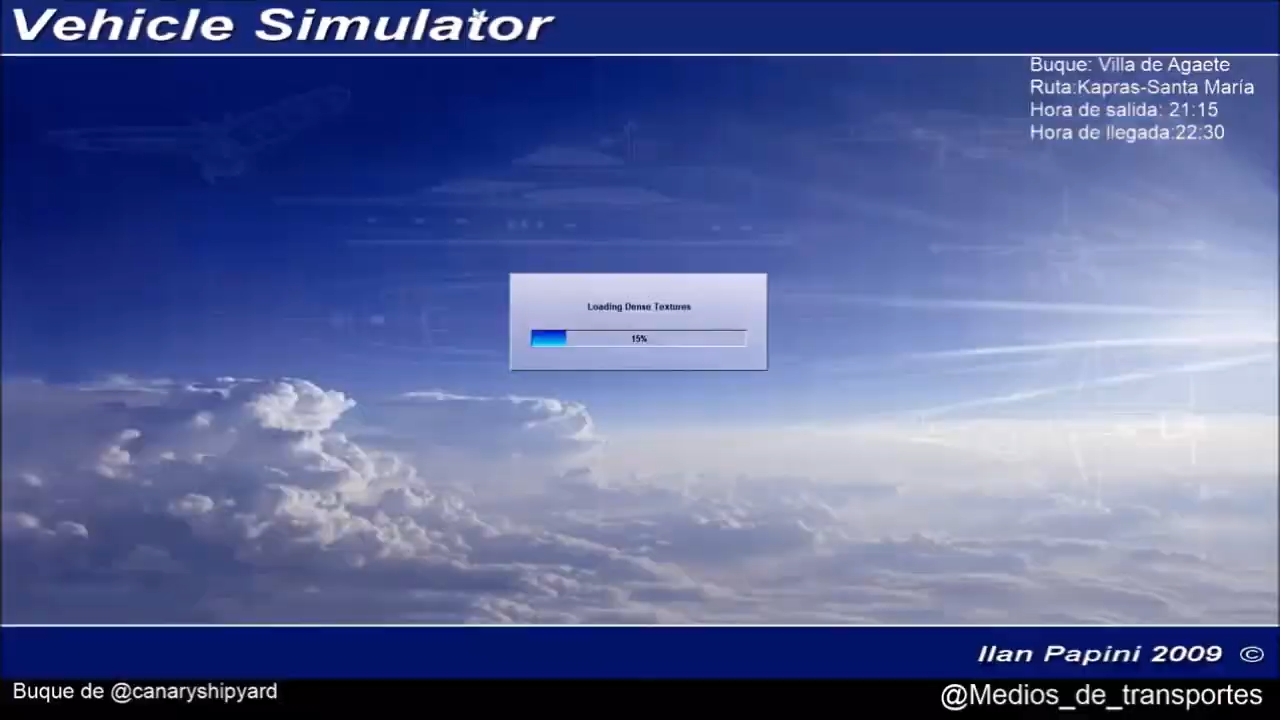 Vehicle Simulator
Buque: Villa de Agaete
Ruta:Kapras-Santa María
Hora de salida: 21:15
Hora de llegada:22:30
Loading Dense Textures
15%
Ilan Papini 2009 ©
Buque de @canaryshipyard
@Medios_de_transportes